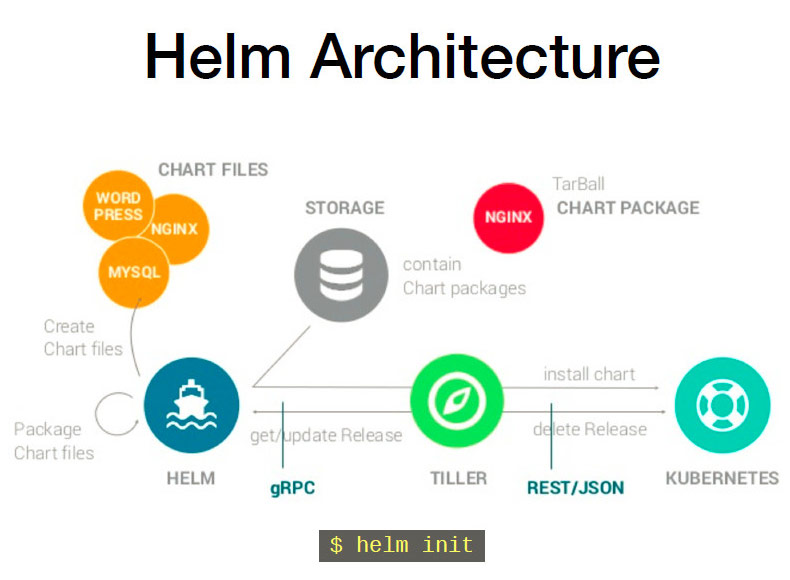 Helm Architecture
CHART FILES
WORD
PRESS
NGINX
MYSQL
STORAGE
contain
Chart packages
NGINX
TarBall
CHART PACKAGE
Create
Chart files
Package
Chart files
install chart
get/update Release
delete Release
HELM
gRPC
TILLER
REST/JSON
KUBERNETES
$ helm init